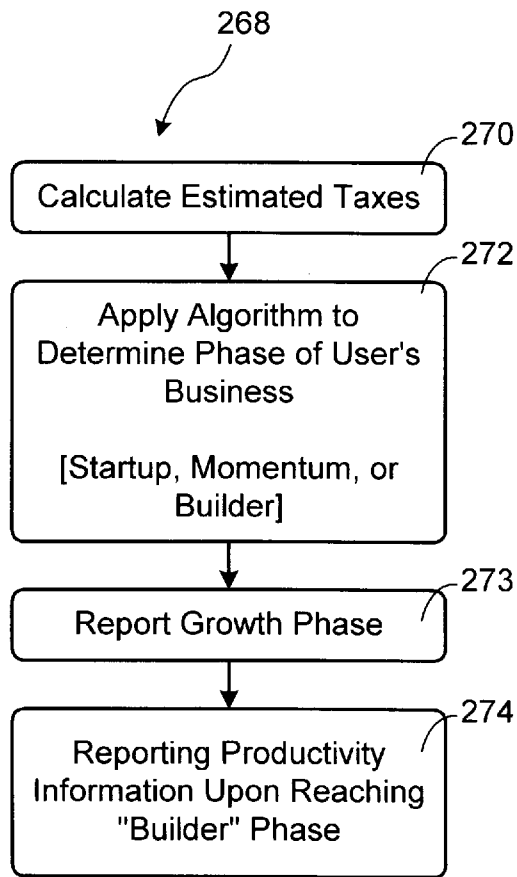 268
270
Calculate Estimated Taxes
272
Apply Algorithm to
Determine Phase of User's
Business
[Startup, Momentum, or
Builder]
273
Report Growth Phase
274
Reporting Productivity
Information Upon Reaching
"Builder" Phase